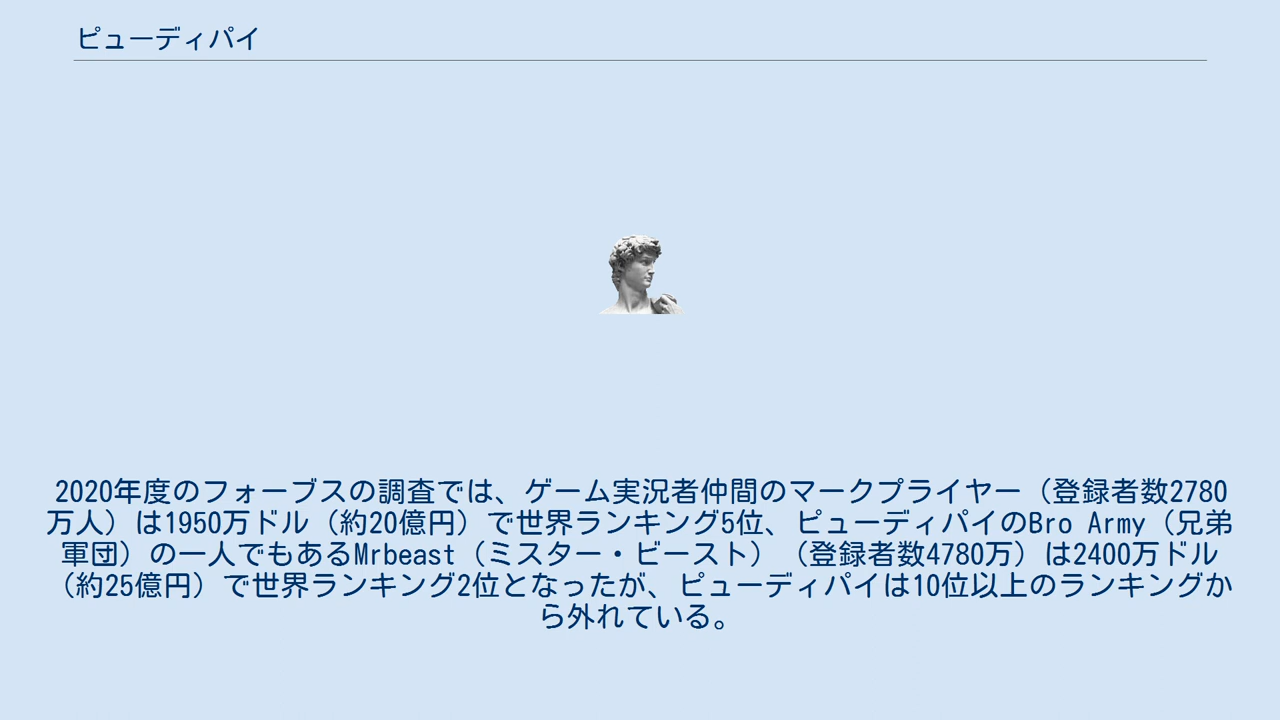 ピューディパイ
2020年度のフォーブスの調査では、ゲーム実況者仲間のマークプライヤー（登録者数2780
万人）は1950万ドル（約20億円）で世界ランキング5位、ピューディパイのBro Army（兄弟
軍団）の一人でもあるMrbeast（ミスター・ビースト）（登録者数4780万）は2400万ドル
（約25億円）で世界ランキング2位となったが、ピューディパイは10位以上のランキングか
ら外れている。